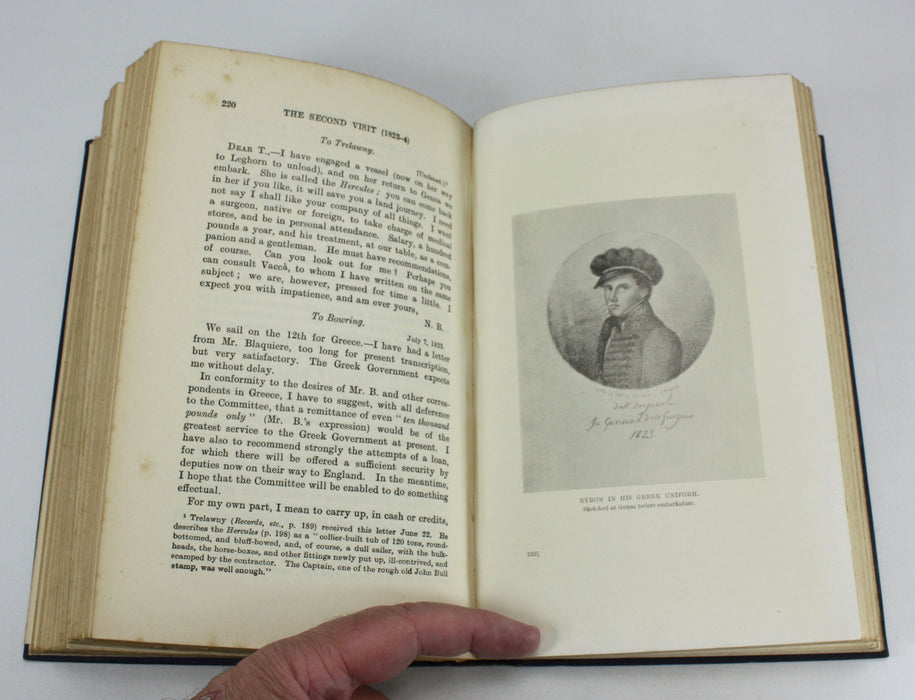 220
THE SECOND VISIT (1823-4)
To Trelawny.
[Undated.]¹
DEAR T.,—I have engaged a vessel (now on her way
to Leghorn to unload), and on her return to Genoa we
embark. She is called the Hercules; you can come back
in her if you like, it will save you a land journey. I need
not say I shall like your company of all things. I want
a surgeon, native or foreign, to take charge of medical
stores, and be in personal attendance. Salary, a hundred
pounds a year, and his treatment, at our table, as a com-
panion and a gentleman. He must have recommendations,
of course. Can you look out for me? Perhaps you
can consult Vaccà, to whom I have written on the same
subject; we are, however, pressed for time a little. I
expect you with impatience, and am ever yours,
N. B.
To Bowring.
July 7, 1823.
We sail on the 12th for Greece.—I have had a letter
from Mr. Blaquiere, too long for present transcription,
but very satisfactory. The Greek Government expects
me without delay.
In conformity to the desires of Mr. B. and other corres-
pondents in Greece, I have to suggest, with all deference
to the Committee, that a remittance of even "ten thousand
pounds only" (Mr. B.'s expression) would be of the
greatest service to the Greek Government at present. I
have also to recommend strongly the attempts of a loan,
for which there will be offered a sufficient security by
deputies now on their way to England. In the meantime,
I hope that the Committee will be enabled to do something
effectual.
For my own part, I mean to carry up, in cash or credits,
¹ Trelawny (Records, etc., p. 189) received this letter June 22. He
describes the Hercules (p. 198) as a "collier-built tub of 120 tons, round-
bottomed, and bluff-bowed, and, of course, a dull sailer, with the bulk-
heads, the horse-boxes, and other fittings newly put up, ill-contrived, and
scamped by the contractor. The Captain, one of the rough old John Bull
stamp, was well enough."
dall'originale
In Genova
1823.
BYRON IN HIS GREEK UNIFORM.
Sketched at Genoa before embarkation.
220]